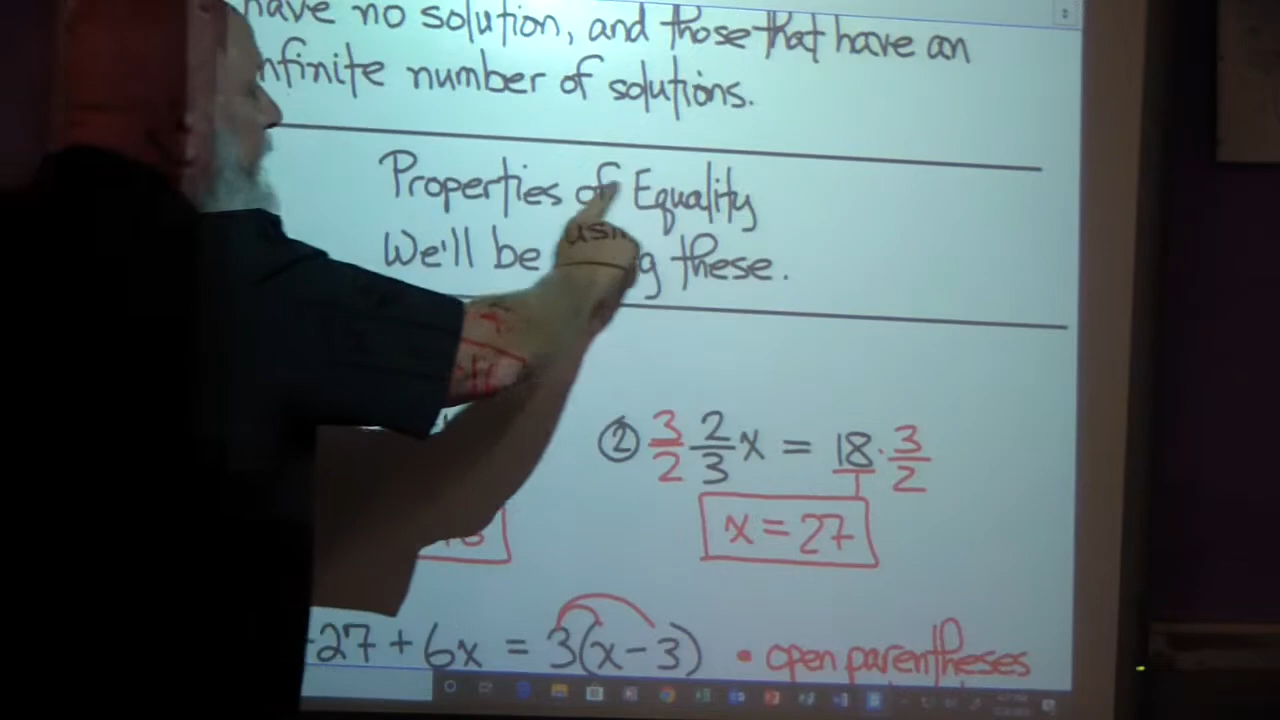 have no solution, and those that have an
infinite number of solutions.
Properties of Equality
We'll be using these.
② 3/2 2/3 x = 18 · 3/2
x = 27
27 + 6x = 3(x - 3) • open parentheses